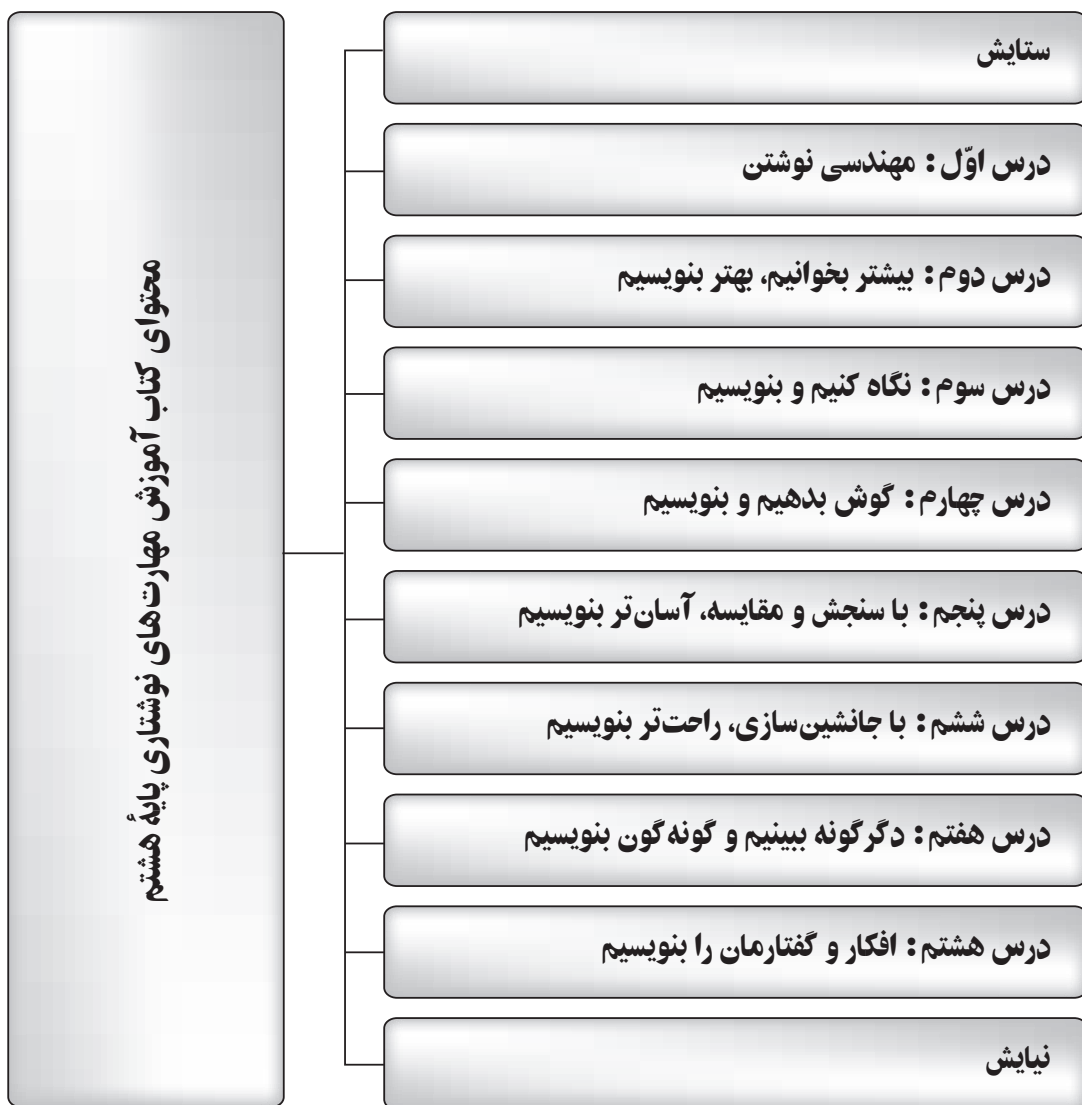 محتوای کتاب آموزش مهارت‌های نوشتاری پایهٔ هشتم
ستایش
درس اوّل : مهندسی نوشتن
درس دوم : بیشتر بخوانیم، بهتر بنویسیم
درس سوم : نگاه کنیم و بنویسیم
درس چهارم : گوش بدهیم و بنویسیم
درس پنجم : با سنجش و مقایسه، آسان‌تر بنویسیم
درس ششم : با جانشین‌سازی، راحت‌تر بنویسیم
درس هفتم : دگرگونه ببینیم و گونه گون بنویسیم
درس هشتم : افکار و گفتارمان را بنویسیم
نیایش